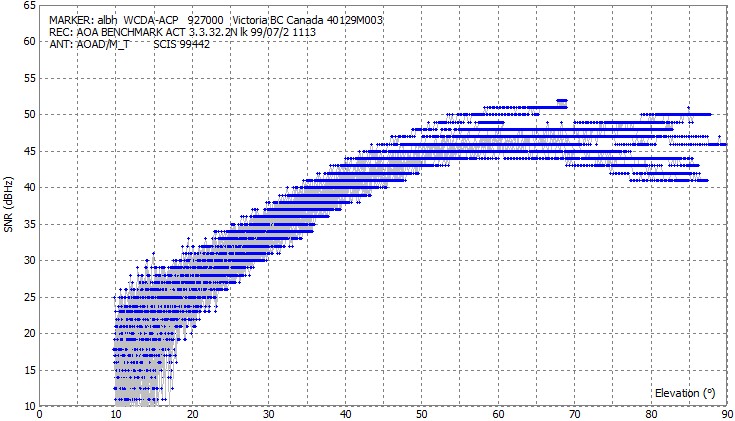 65
MARKER: albh WCDA-ACP 927000 Victoria BC Canada 40129M003
REC: AOA BENCHMARK ACT 3.3.32.2N lk 99/07/2 1113
ANT: AOAD/M_T SCIS 99442
60
55
50
45
40
35
30
25
20
15
10
SNR (dBHz)
Elevation (º)
0 10 20 30 40 50 60 70 80 90